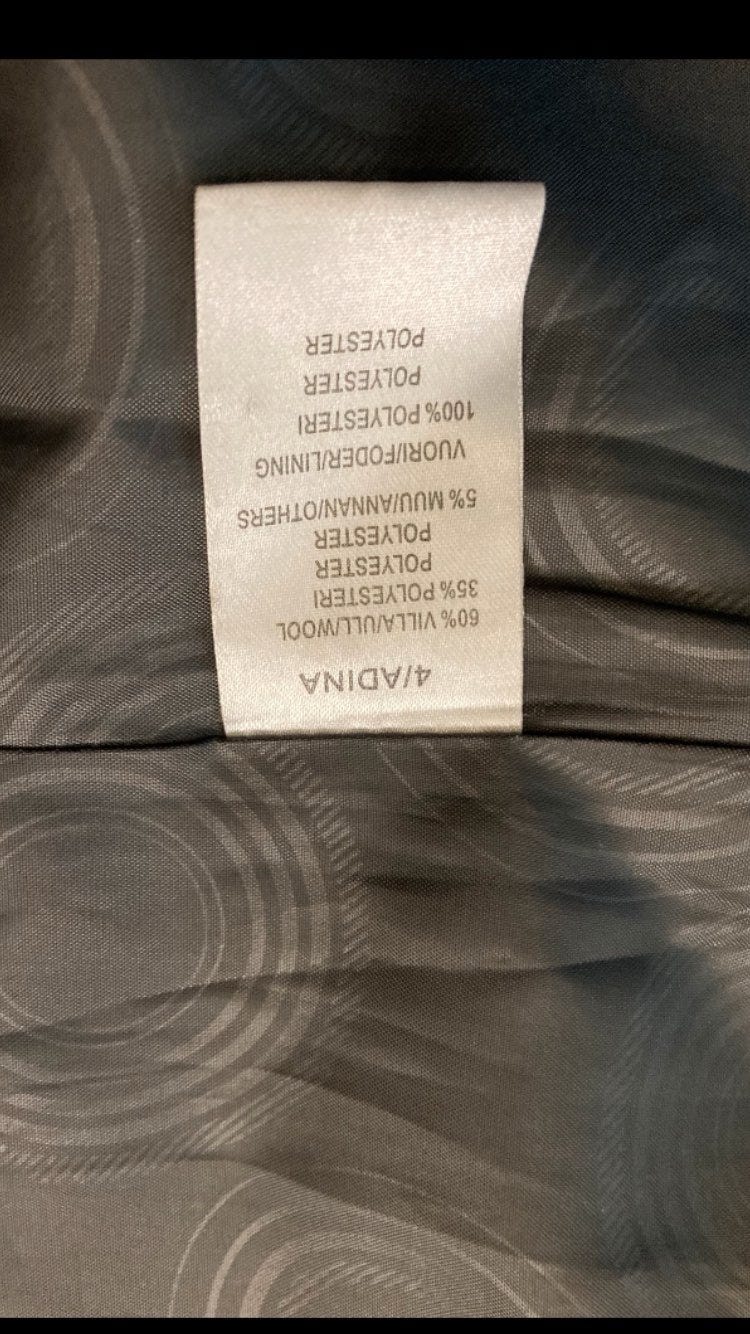 4/ADINA
60% VILLA/ULL/WOOL
35% POLYESTERI
POLYESTER
POLYESTER
5% MUU/ANNAN/OTHERS
VUORI/FODER/LINING
100% POLYESTERI
POLYESTER
POLYESTER